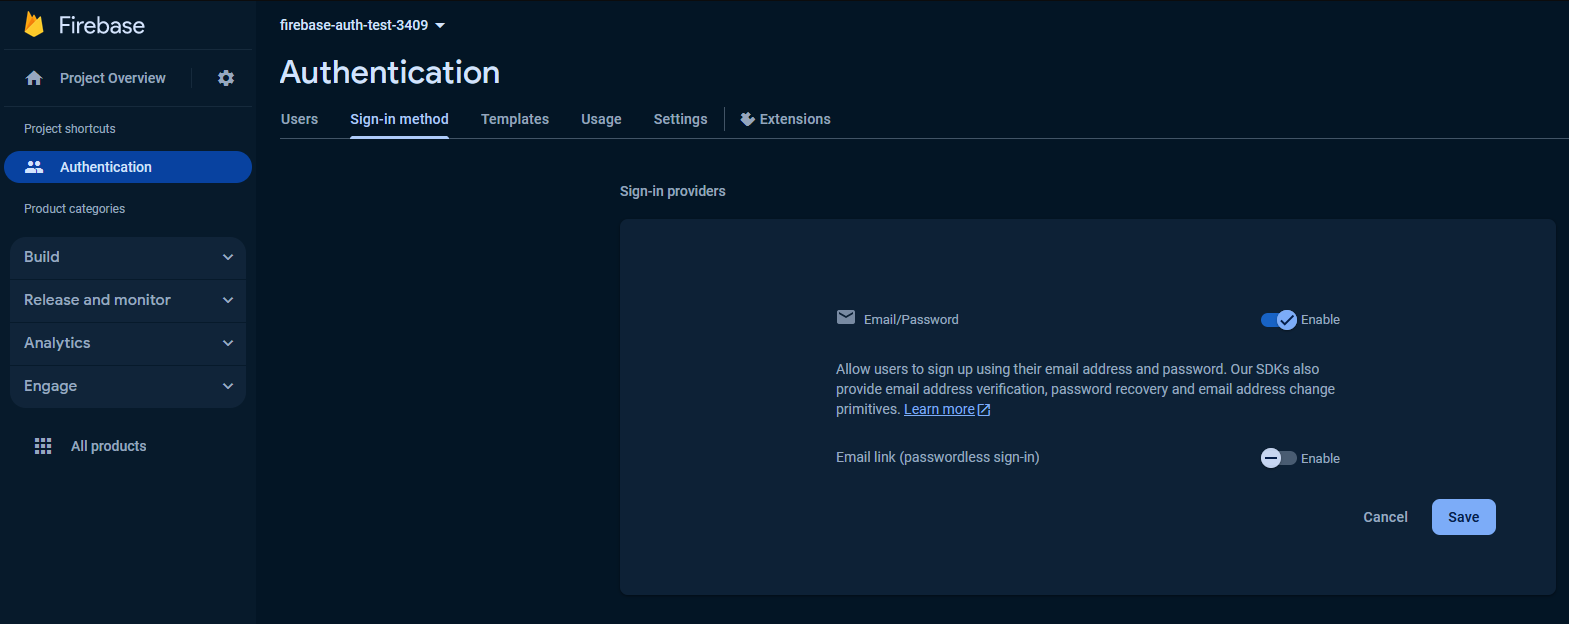 Firebase
firebase-auth-test-3409
Project Overview
Authentication
Users
Sign-in method
Templates
Usage
Settings
Extensions
Project shortcuts
Authentication
Product categories
Build
Release and monitor
Analytics
Engage
All products
Sign-in providers
Email/Password
Enable
Allow users to sign up using their email address and password. Our SDKs also
provide email address verification, password recovery and email address change
primitives. Learn more
Email link (passwordless sign-in)
Enable
Cancel
Save